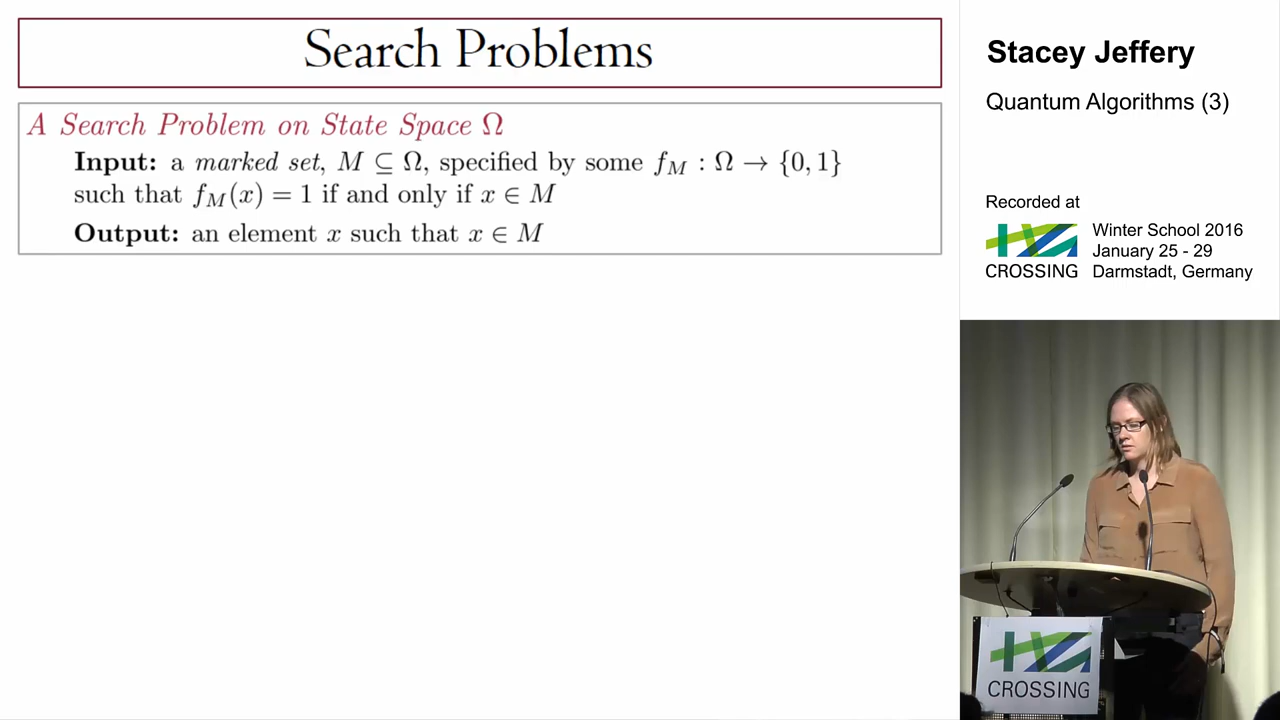 Search Problems
A Search Problem on State Space Ω
Input: a marked set, M ⊆ Ω, specified by some f_M : Ω → {0, 1}
such that f_M(x) = 1 if and only if x ∈ M
Output: an element x such that x ∈ M
Stacey Jeffery
Quantum Algorithms (3)
Recorded at
CROSSING
Winter School 2016
January 25 - 29
Darmstadt, Germany
CROSSING